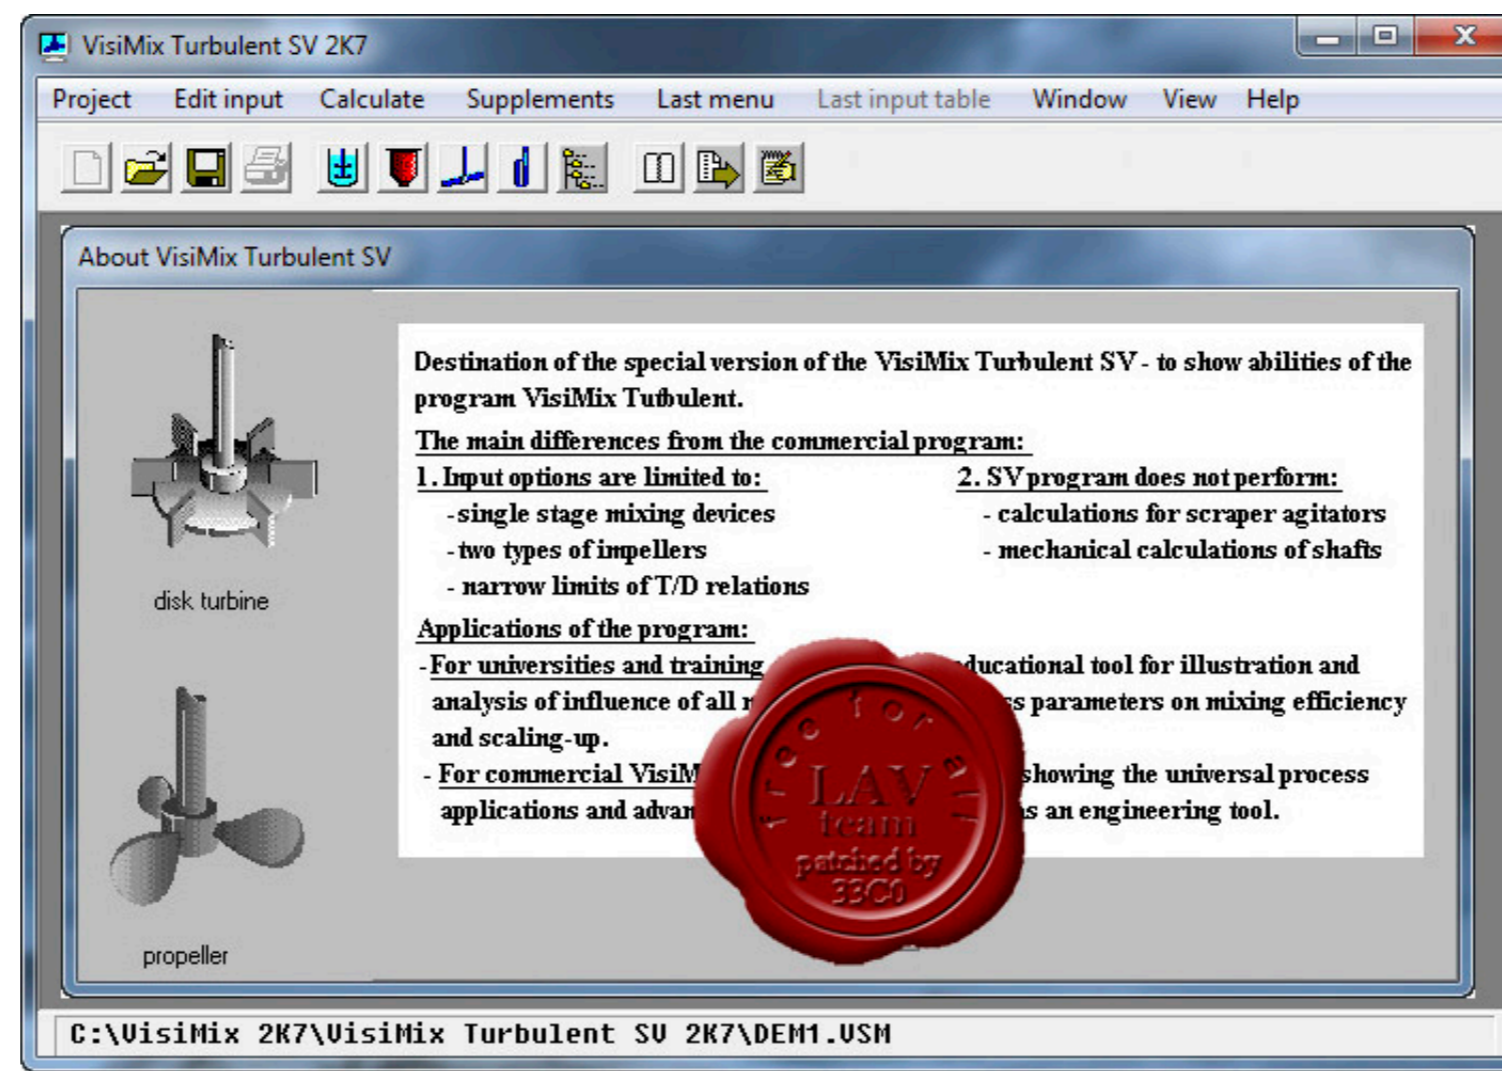 VisiMix Turbulent SV 2K7
Project Edit input Calculate Supplements Last menu Last input table Window View Help
About VisiMix Turbulent SV
Destination of the special version of the VisiMix Turbulent SV - to show abilities of the
program VisiMix Turbulent.
The main differences from the commercial program:
1. Input options are limited to: 2. SV program does not perform:
- single stage mixing devices - calculations for scraper agitators
- two types of impellers - mechanical calculations of shafts
- narrow limits of T/D relations
disk turbine
Applications of the program:
- For universities and training educational tool for illustration and
analysis of influence of all parameters on mixing efficiency
and scaling-up.
- For commercial showing the universal process
applications and as an engineering tool.
free for all
LAV
team
patched by
33C0
propeller
C:\VisiMix 2K7\VisiMix Turbulent SV 2K7\DEM1.VSM